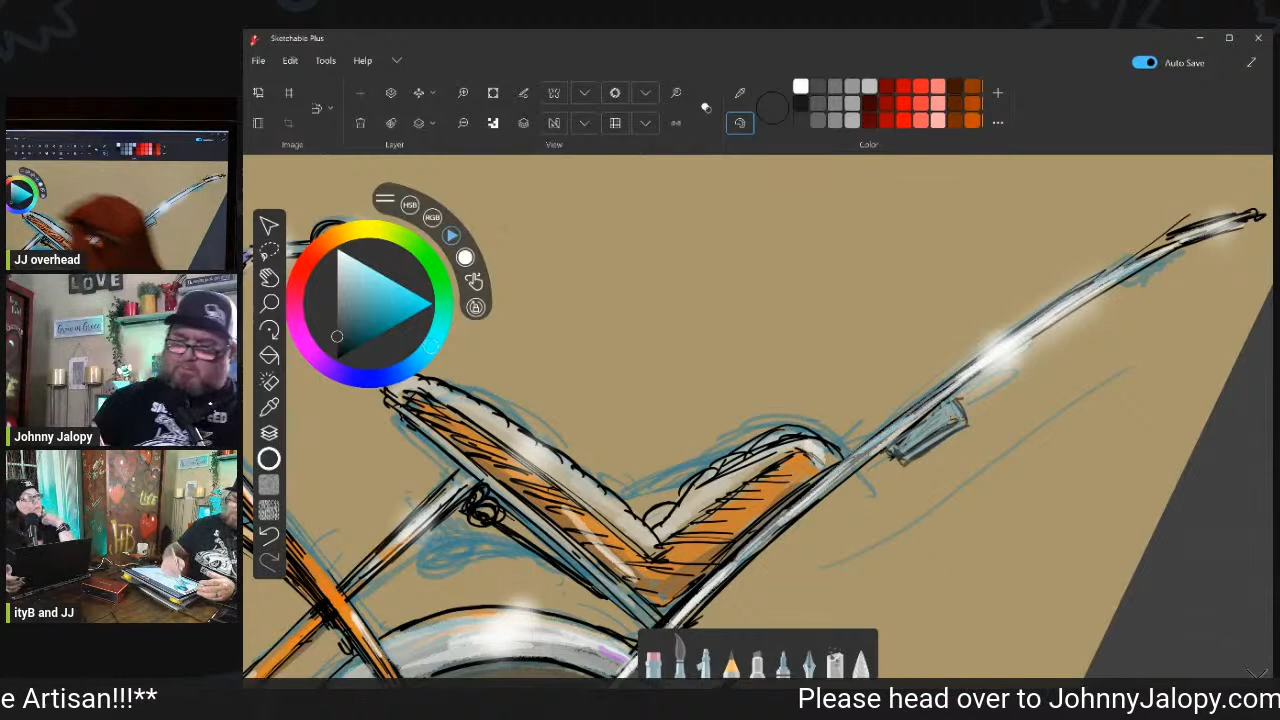 Sketchable Plus
File Edit Tools Help
Auto Save
Image Layer View Color
HSB
RGB
LOVE
JJ overhead
Johnny Jalopy
ityB and JJ
e Artisan!!!** Please head over to JohnnyJalopy.com